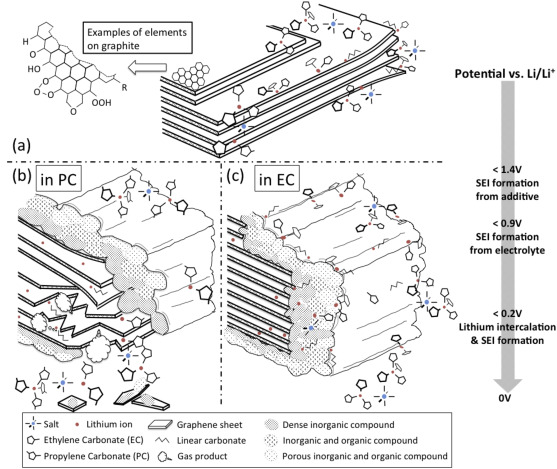 Examples of elements
on graphite
H
O
HO
O
O
O
OOH
R
(a)
Potential vs. Li/Li⁺
< 1.4V
SEI formation
from additive
< 0.9V
SEI formation
from electrolyte
< 0.2V
Lithium intercalation
& SEI formation
0V
(b) in PC
(c) in EC
Salt
Lithium ion
Graphene sheet
Dense inorganic compound
Ethylene Carbonate (EC)
Linear carbonate
Inorganic and organic compound
Propylene Carbonate (PC)
Gas product
Porous inorganic and organic compound